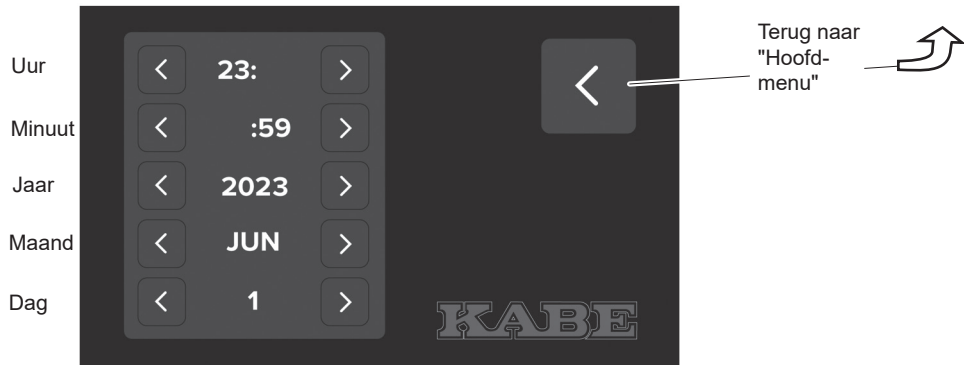 Uur
23:
Minuut
:59
Jaar
2023
Maand
JUN
Dag
1
Terug naar
"Hoofd-
menu"
KABE